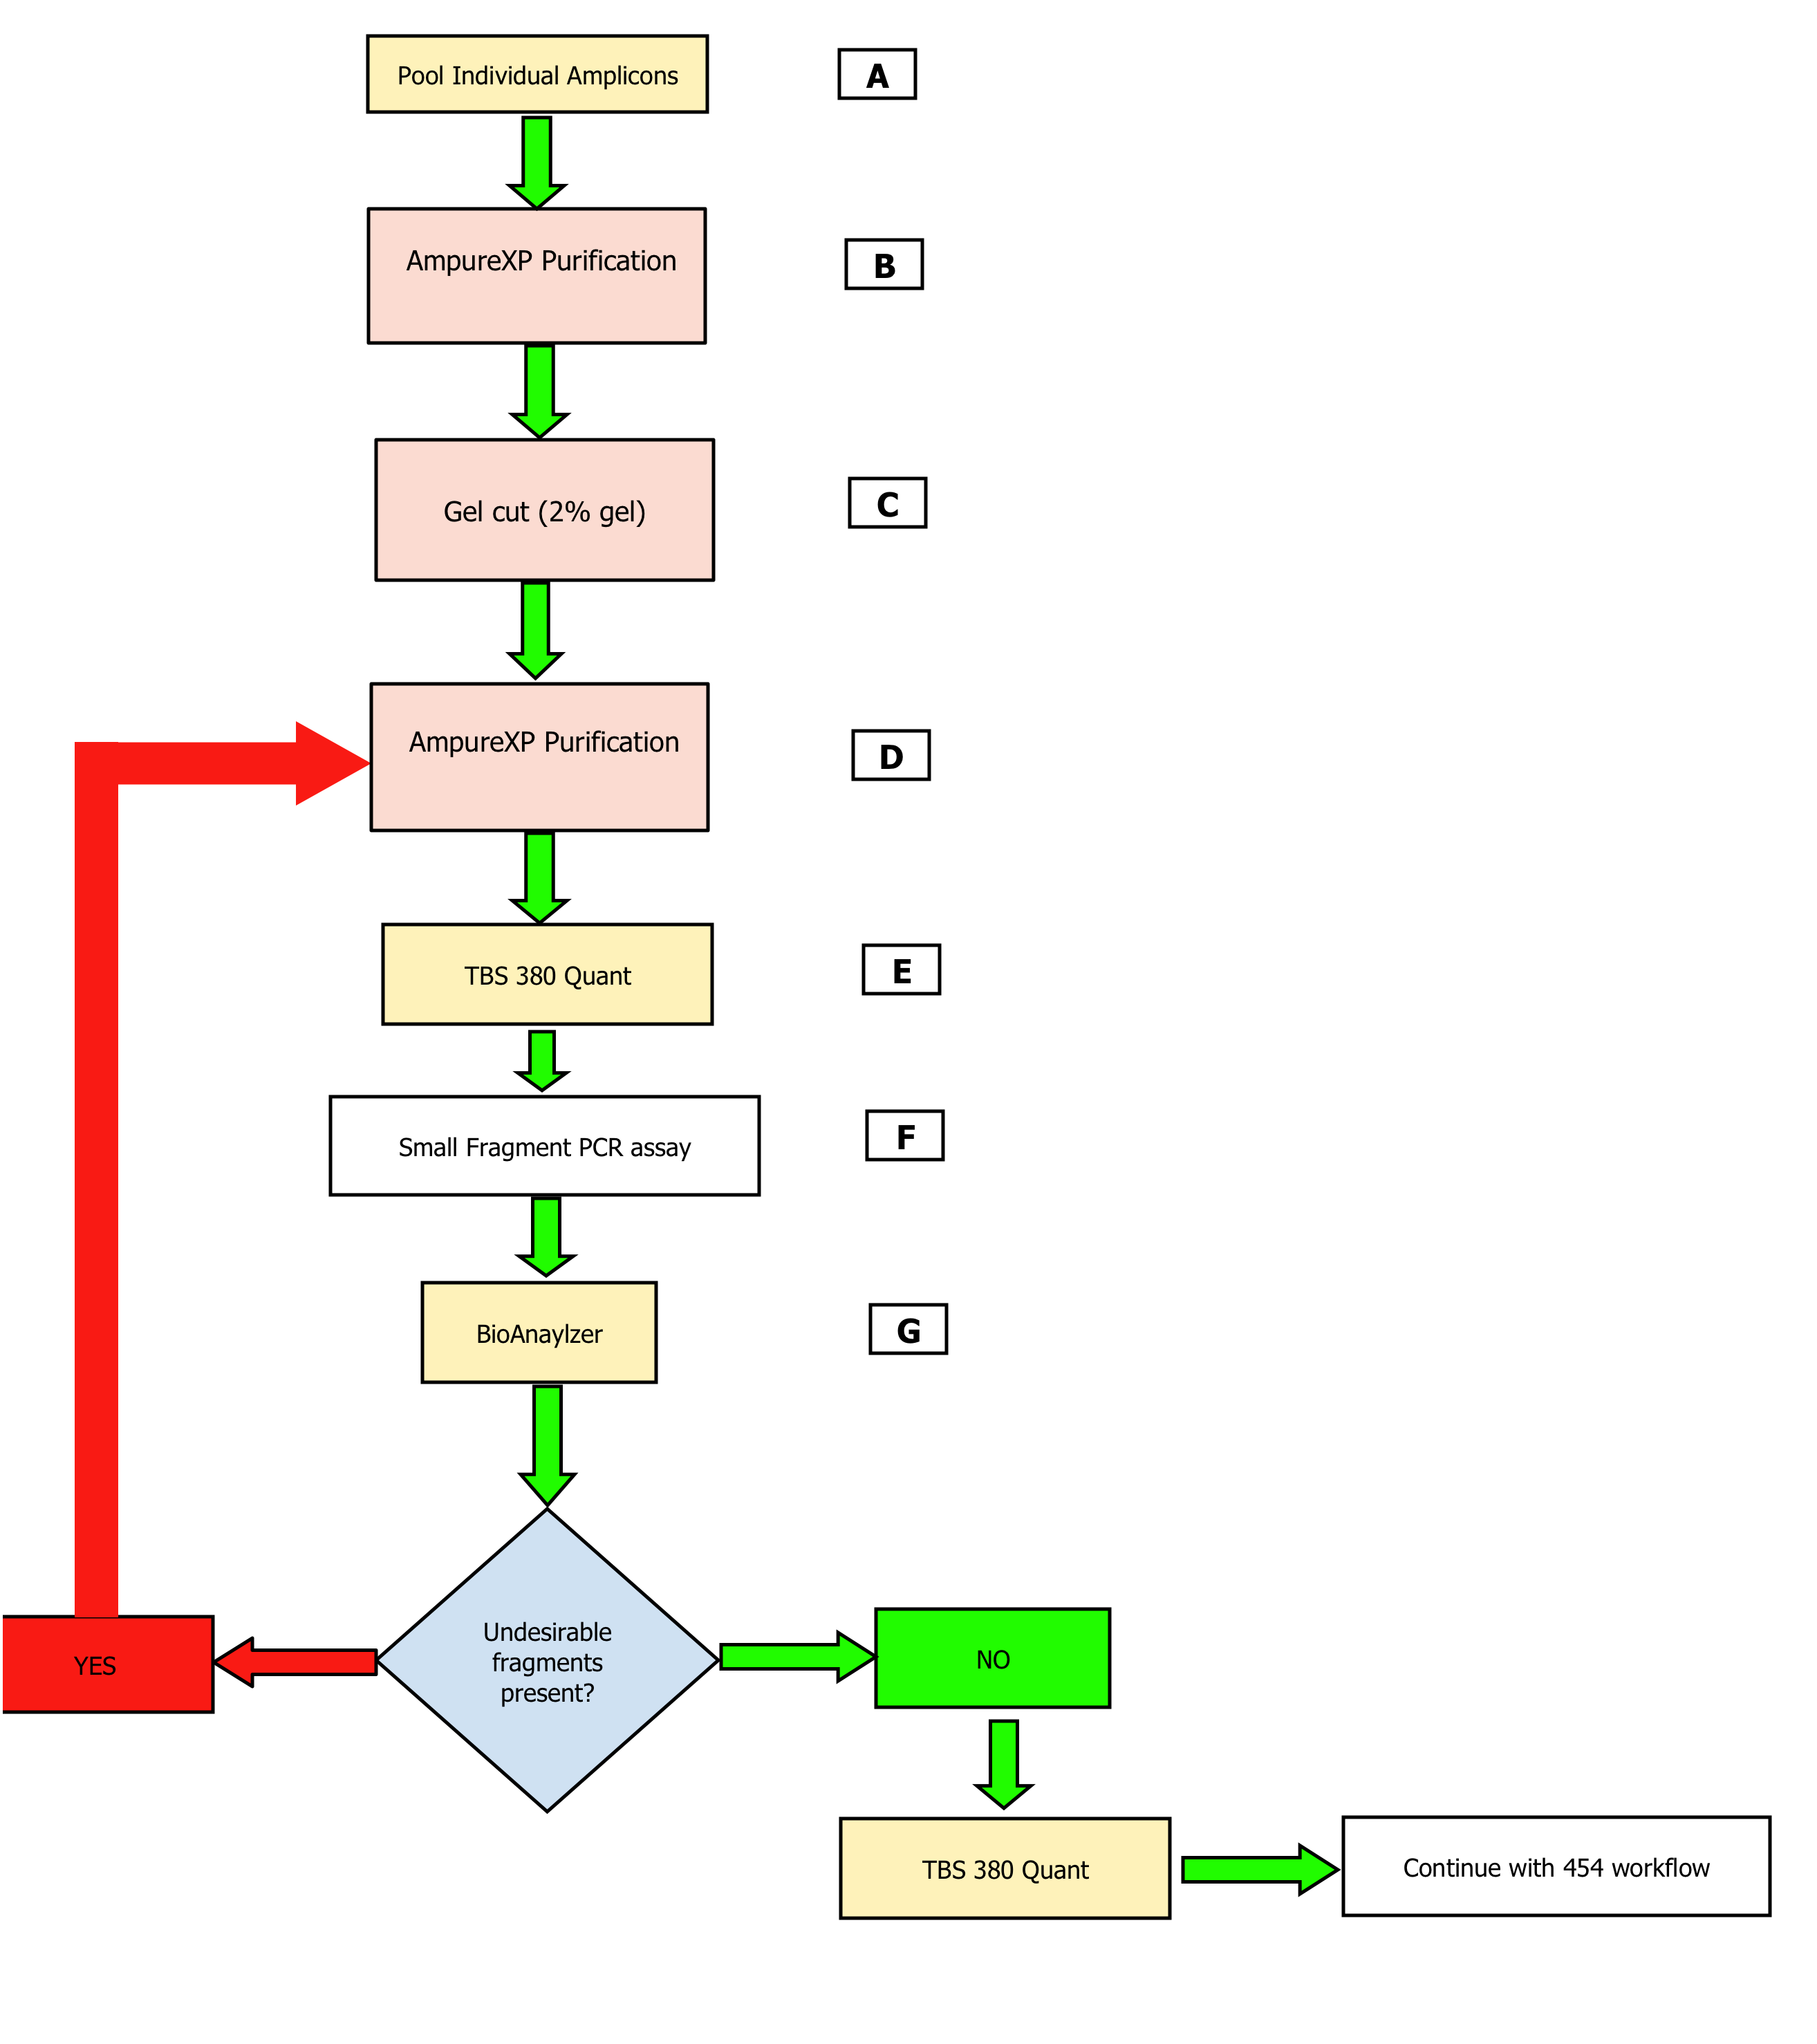 Pool Individual Amplicons
A
AmpureXP Purification
B
Gel cut (2% gel)
C
AmpureXP Purification
D
TBS 380 Quant
E
Small Fragment PCR assay
F
BioAnaylzer
G
Undesirable
fragments
present?
YES
NO
TBS 380 Quant
Continue with 454 workflow